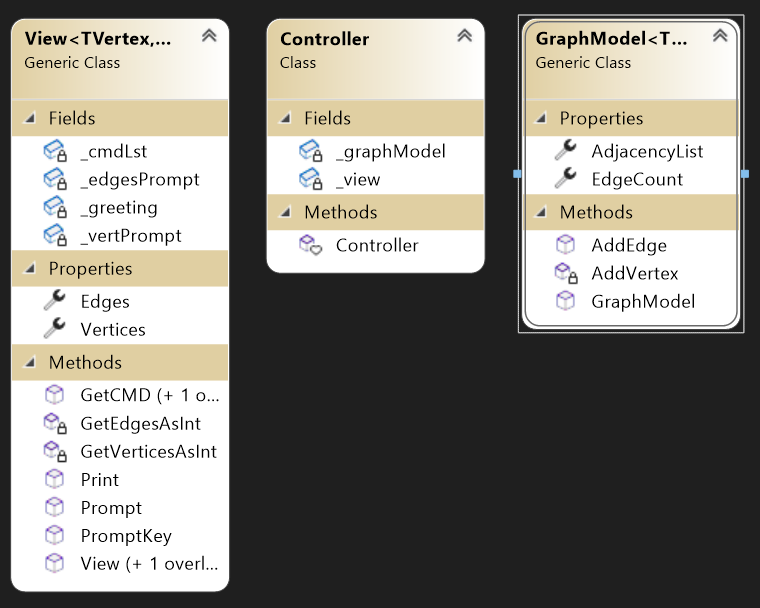 View<TVertex,...
Generic Class
Fields
_cmdLst
_edgesPrompt
_greeting
_vertPrompt
Properties
Edges
Vertices
Methods
GetCMD (+ 1 o...
GetEdgesAsInt
GetVerticesAsInt
Print
Prompt
PromptKey
View (+ 1 overl...
Controller
Class
Fields
_graphModel
_view
Methods
Controller
GraphModel<T...
Generic Class
Properties
AdjacencyList
EdgeCount
Methods
AddEdge
AddVertex
GraphModel